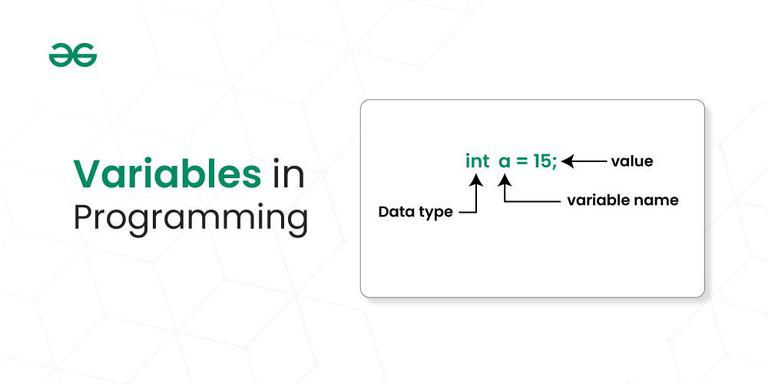 Variables in
Programming
int a = 15;
value
variable name
Data type